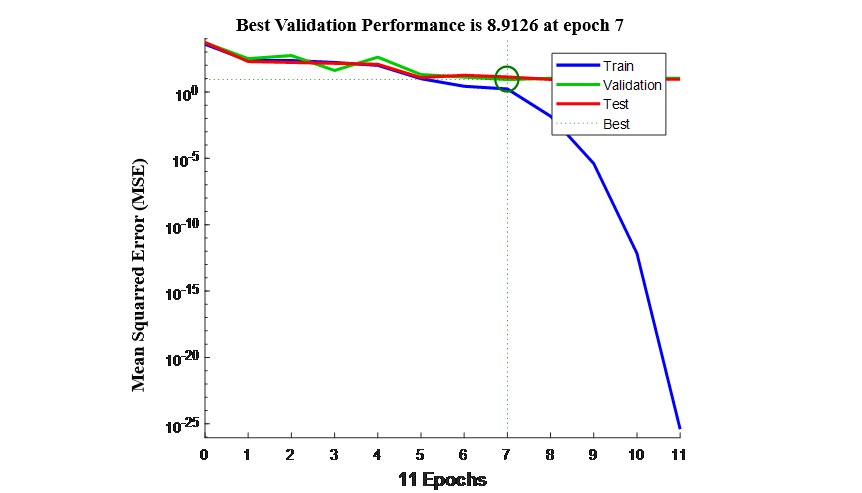 Best Validation Performance is 8.9126 at epoch 7
Train
Validation
Test
Best
Mean Squarred Error (MSE)
10^0
10^-5
10^-10
10^-15
10^-20
10^-25
0 1 2 3 4 5 6 7 8 9 10 11
11 Epochs